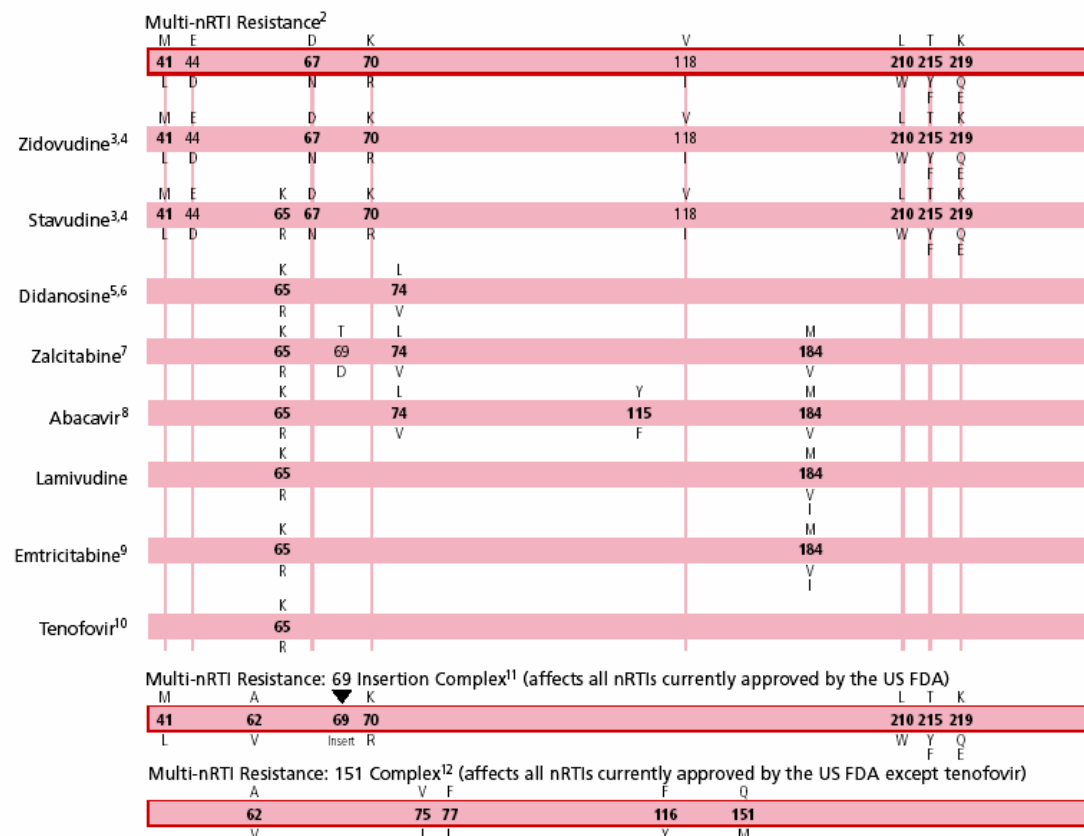 Multi-nRTI Resistance2
M E D K V L T K
41 44 67 70 118 210 215 219
L D N R I W Y Q
F E
M E D K V L T K
Zidovudine3,4 41 44 67 70 118 210 215 219
L D N R I W Y Q
F E
M E K D K V L T K
Stavudine3,4 41 44 65 67 70 118 210 215 219
L D R N R I W Y Q
F E
K L
Didanosine5,6 65 74
R V
K T L M
Zalcitabine7 65 69 74 184
R D V V
K L Y M
Abacavir8 65 74 115 184
R V F V
K M
Lamivudine 65 184
R V
I
K M
Emtricitabine9 65 184
R V
I
K
Tenofovir10 65
R
Multi-nRTI Resistance: 69 Insertion Complex11 (affects all nRTIs currently approved by the US FDA)
M A K L T K
41 62 69 70 210 215 219
L V Insert R W Y Q
F E
Multi-nRTI Resistance: 151 Complex12 (affects all nRTIs currently approved by the US FDA except tenofovir)
A V F F Q
62 75 77 116 151
V I L Y M